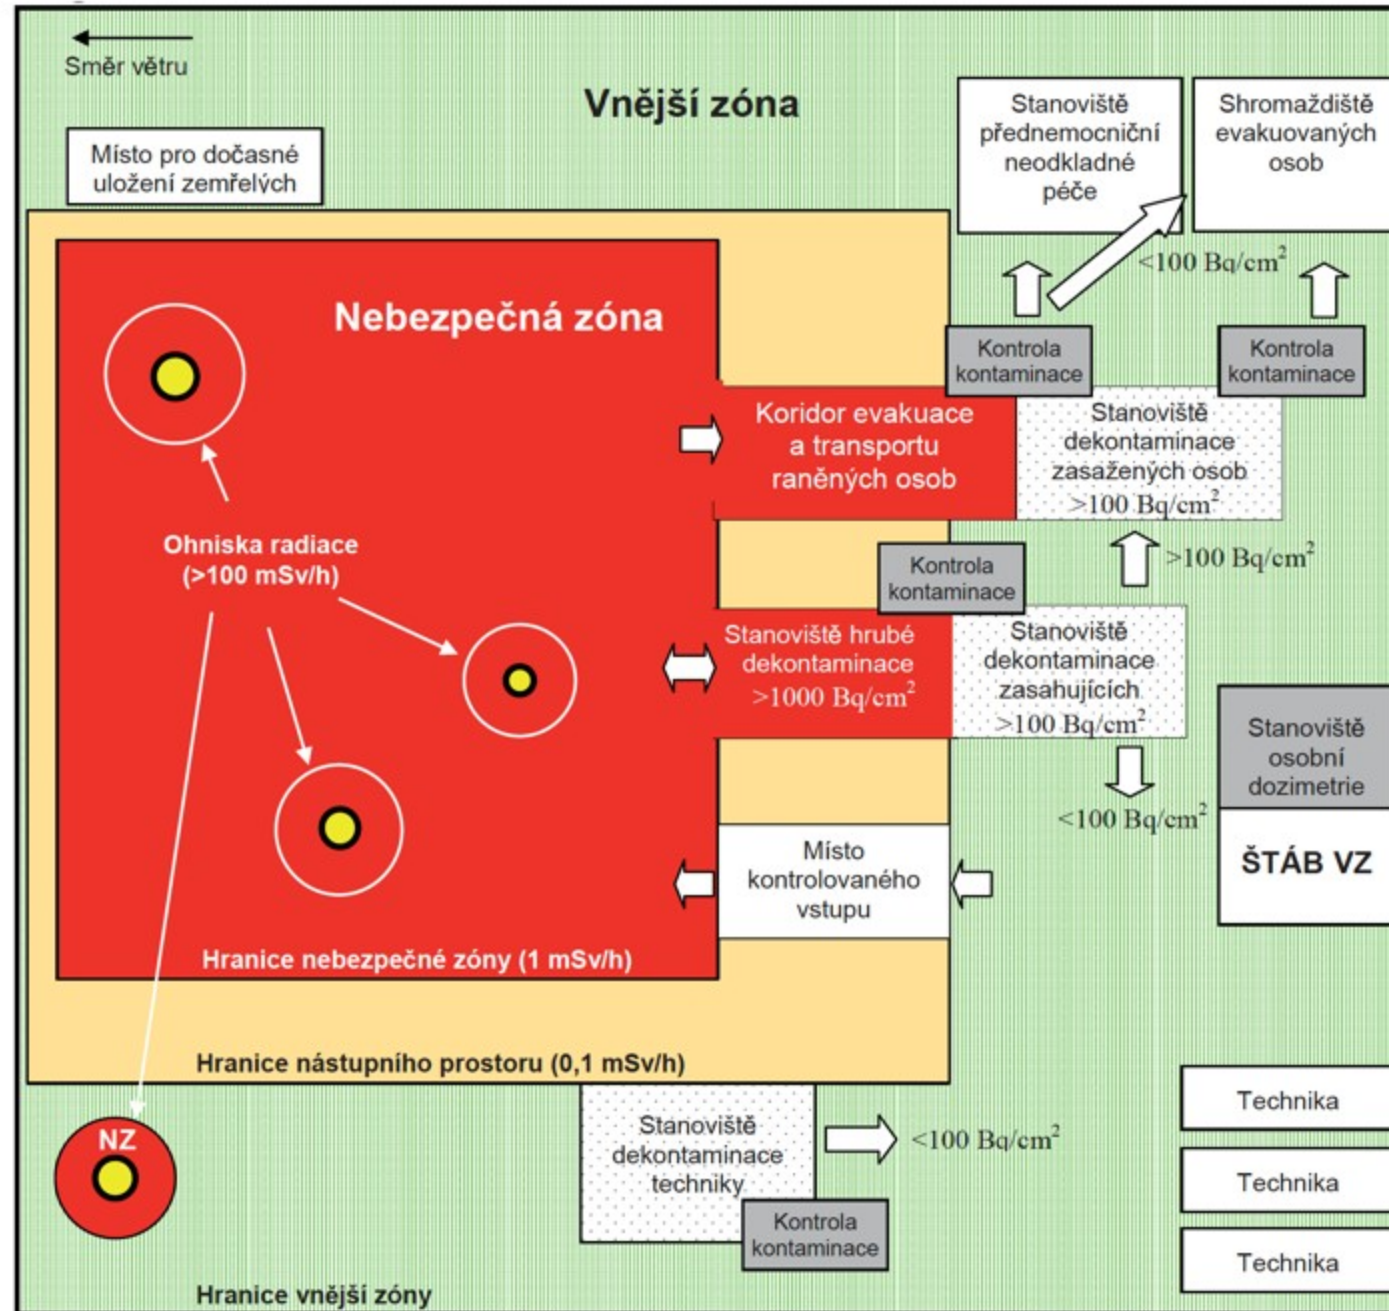 Směr větru
Vnější zóna
Místo pro dočasné
uložení zemřelých
Stanoviště
přednemocniční
neodkladné
péče
Shromaždiště
evakuovaných
osob
<100 Bq/cm²
Nebezpečná zóna
Kontrola
kontaminace
Kontrola
kontaminace
Koridor evakuace
a transportu
raněných osob
Stanoviště
dekontaminace
zasažených osob
>100 Bq/cm²
Ohniska radiace
(>100 mSv/h)
Kontrola
kontaminace
>100 Bq/cm²
Stanoviště hrubé
dekontaminace
>1000 Bq/cm²
Stanoviště
dekontaminace
zasahujících
>100 Bq/cm²
<100 Bq/cm²
Stanoviště
osobní
dozimetrie
ŠTÁB VZ
Místo
kontrolovaného
vstupu
Hranice nebezpečné zóny (1 mSv/h)
Hranice nástupního prostoru (0,1 mSv/h)
NZ
Stanoviště
dekontaminace
techniky
<100 Bq/cm²
Kontrola
kontaminace
Technika
Technika
Technika
Hranice vnější zóny